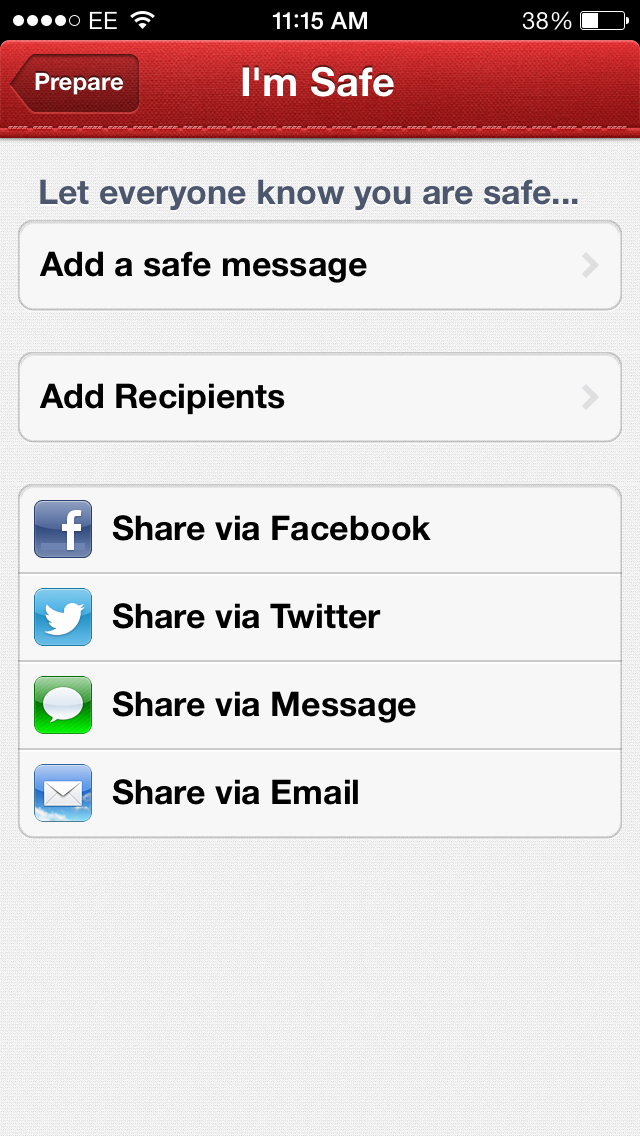 EE 11:15 AM 38%
Prepare I'm Safe
Let everyone know you are safe...
Add a safe message
Add Recipients
f Share via Facebook
Share via Twitter
Share via Message
Share via Email